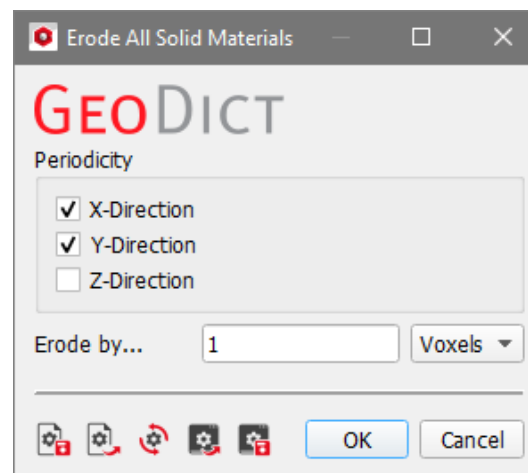 Erode All Solid Materials
GEODICT
Periodicity
X-Direction
Y-Direction
Z-Direction
Erode by... 1 Voxels
OK Cancel